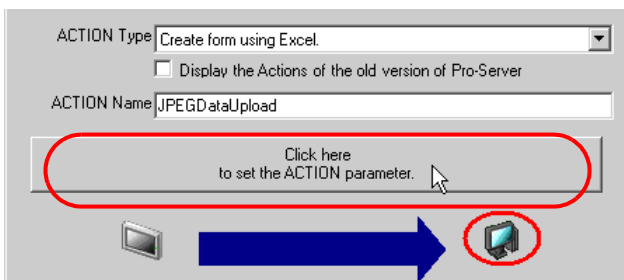 ACTION Type Create form using Excel.
Display the Actions of the old version of Pro-Server
ACTION Name JPEGDataUpload
Click here
to set the ACTION parameter.